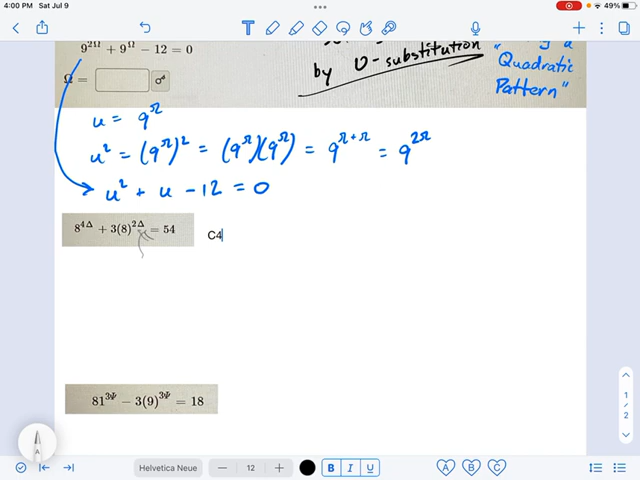 4:00 PM Sat Jul 9
49%
9^{2Ω} + 9^Ω − 12 = 0
Ω =
σ^6
by U-substitution
Quadratic
Pattern"
u = 9^Ω
u² = (9^Ω)² = (9^Ω)(9^Ω) = 9^{Ω+Ω} = 9^{2Ω}
u² + u − 12 = 0
8^{4Δ} + 3(8)^{2Δ} = 54
C4
81^{3Ψ} − 3(9)^{3Ψ} = 18
1/2
Helvetica Neue
12
B I U
A B C